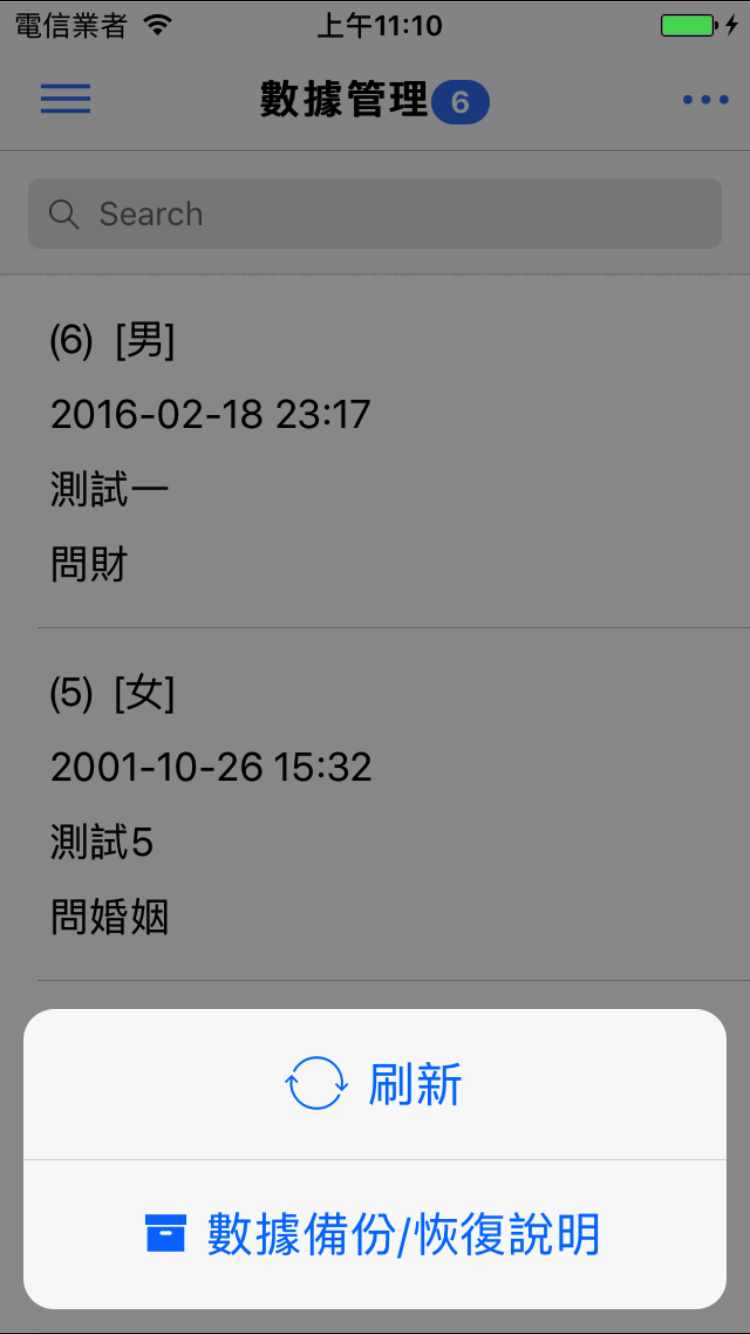 電信業者 上午11:10
數據管理 6
Search
(6) [男]
2016-02-18 23:17
測試一
問財
(5) [女]
2001-10-26 15:32
測試5
問婚姻
刷新
數據備份/恢復說明